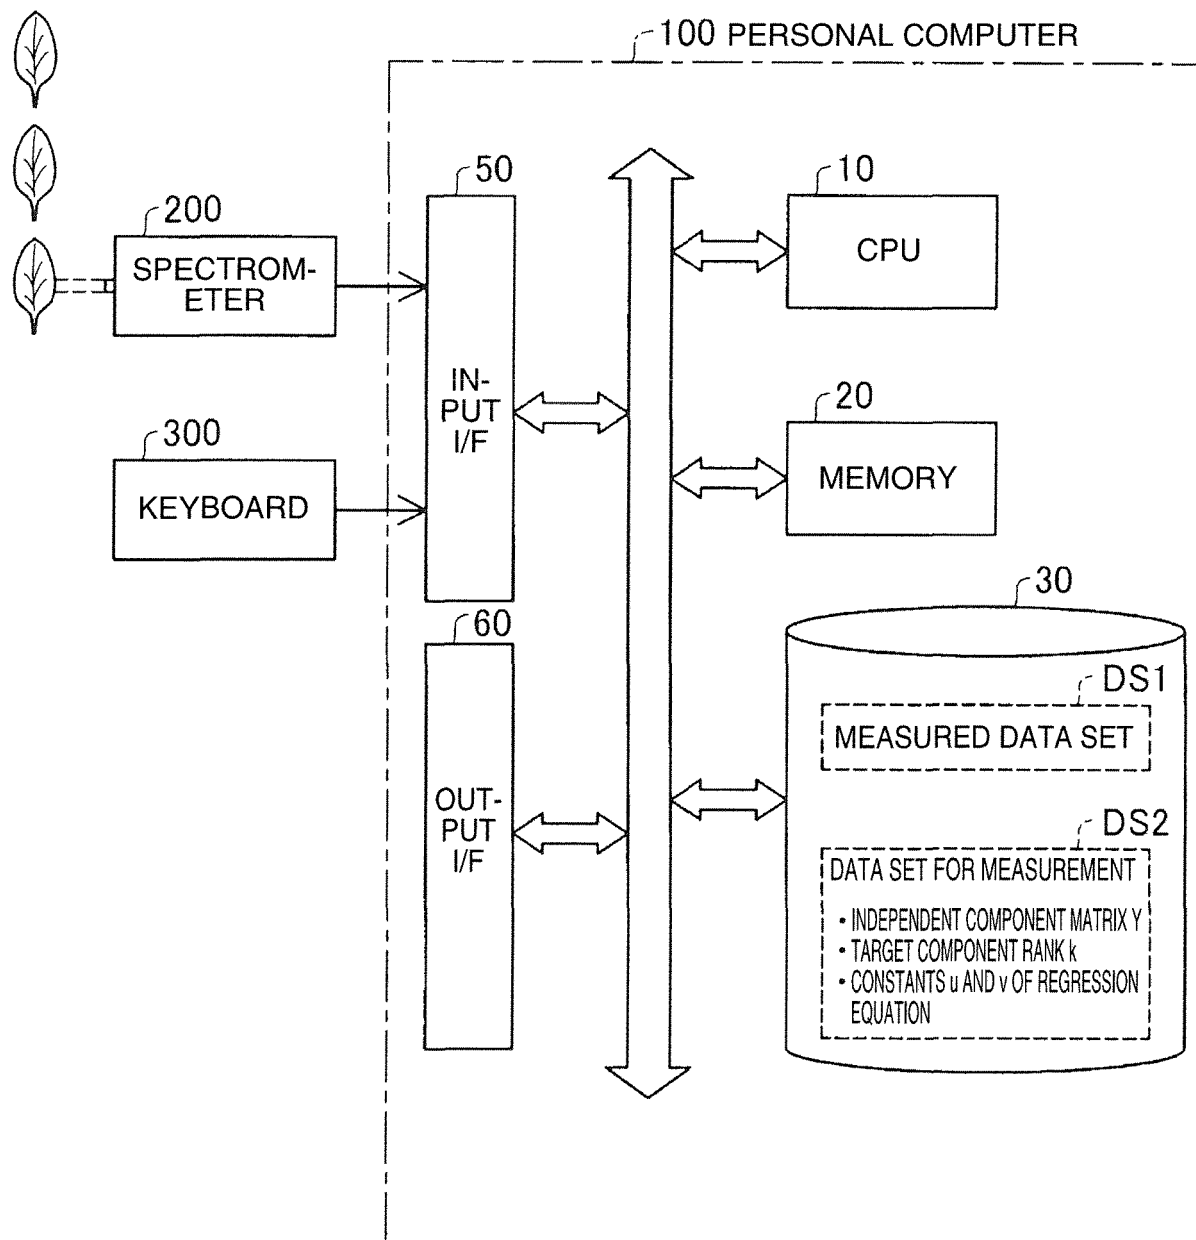 100 PERSONAL COMPUTER
50
10
200
SPECTROM-
ETER
CPU
IN-
PUT
I/F
20
300
MEMORY
KEYBOARD
30
60
DS1
MEASURED DATA SET
OUT-
PUT
I/F
DS2
DATA SET FOR MEASUREMENT
• INDEPENDENT COMPONENT MATRIX Y
• TARGET COMPONENT RANK k
• CONSTANTS u AND v OF REGRESSION
EQUATION